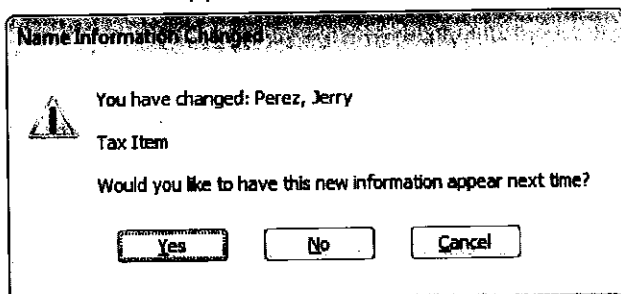 Name Information Changed
You have changed: Perez, Jerry
Tax Item
Would you like to have this new information appear next time?
Yes
No
Cancel